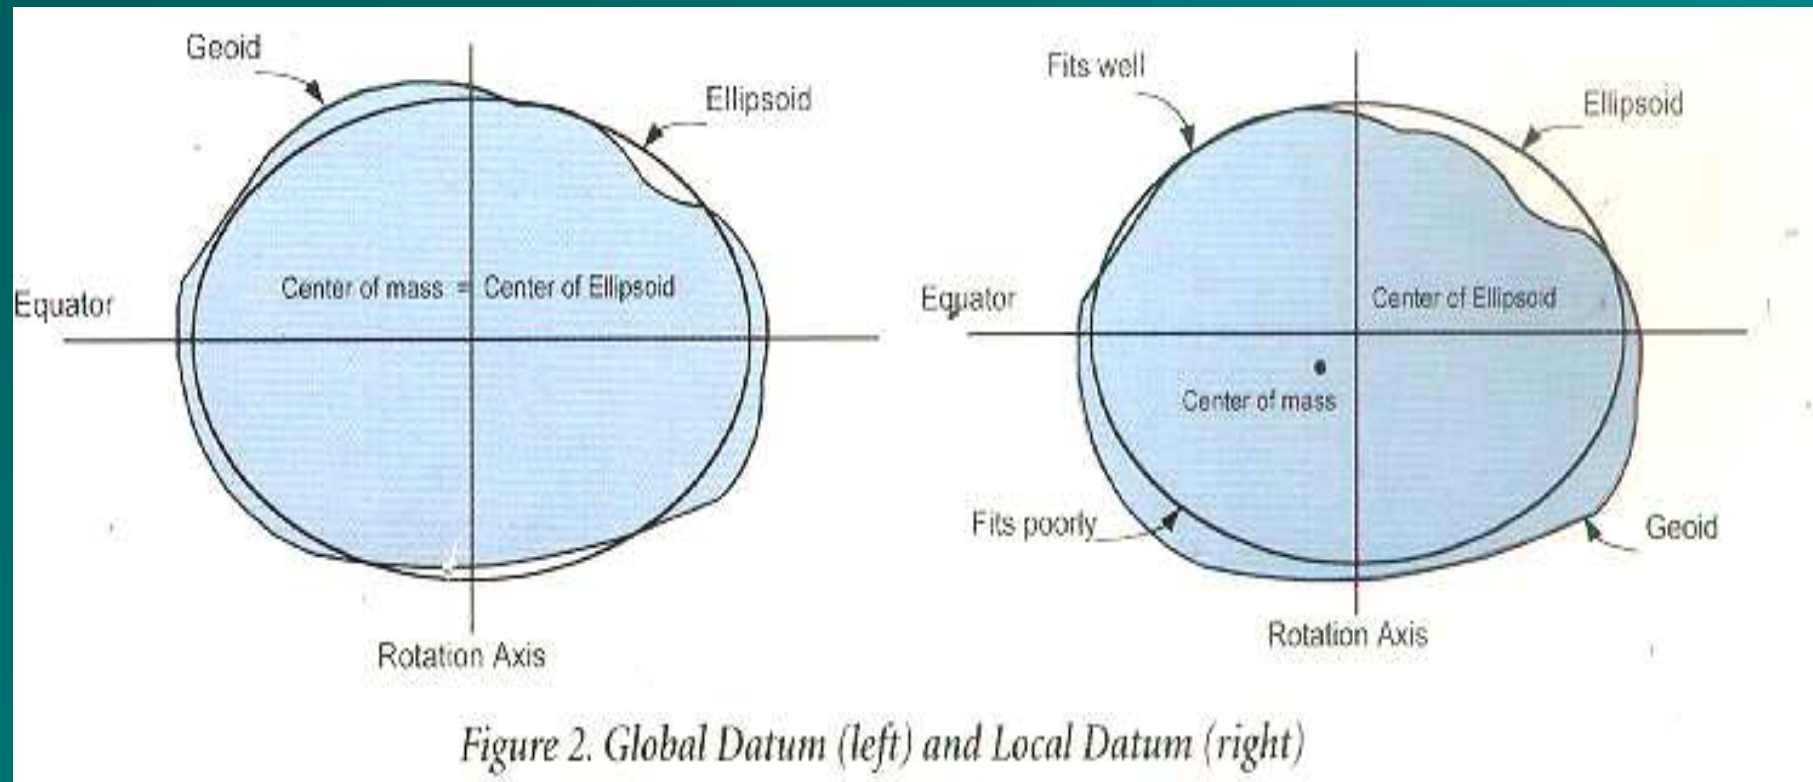 Geoid
Ellipsoid
Equator
Center of mass = Center of Ellipsoid
Rotation Axis
Fits well
Ellipsoid
Equator
Center of Ellipsoid
Center of mass
Fits poorly
Geoid
Rotation Axis
Figure 2. Global Datum (left) and Local Datum (right)